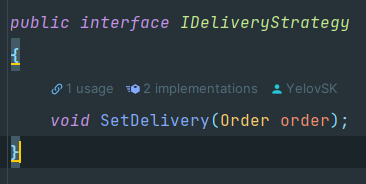 public interface IDeliveryStrategy
{
1 usage 2 implementations YelovSK
void SetDelivery(Order order);
}